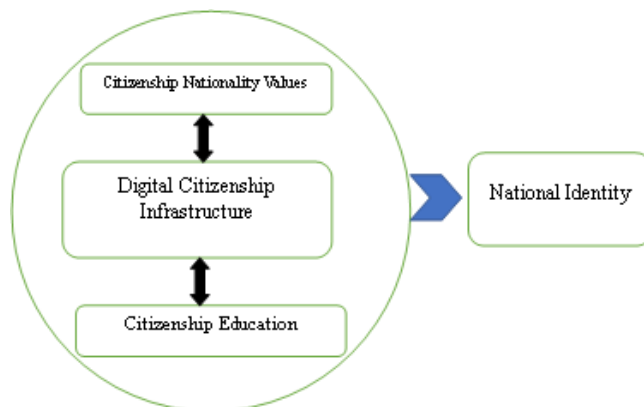 Citizenship Nationality Values
Digital Citizenship
Infrastructure
National Identity
Citizenship Education